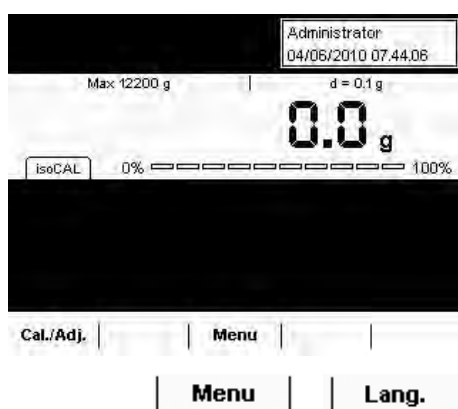 Administrator
04/06/2010 07.44.06
Max 12200 g d = 0.1 g
0.0 g
isoCAL 0% 100%
Cal./Adj. Menu
Menu Lang.